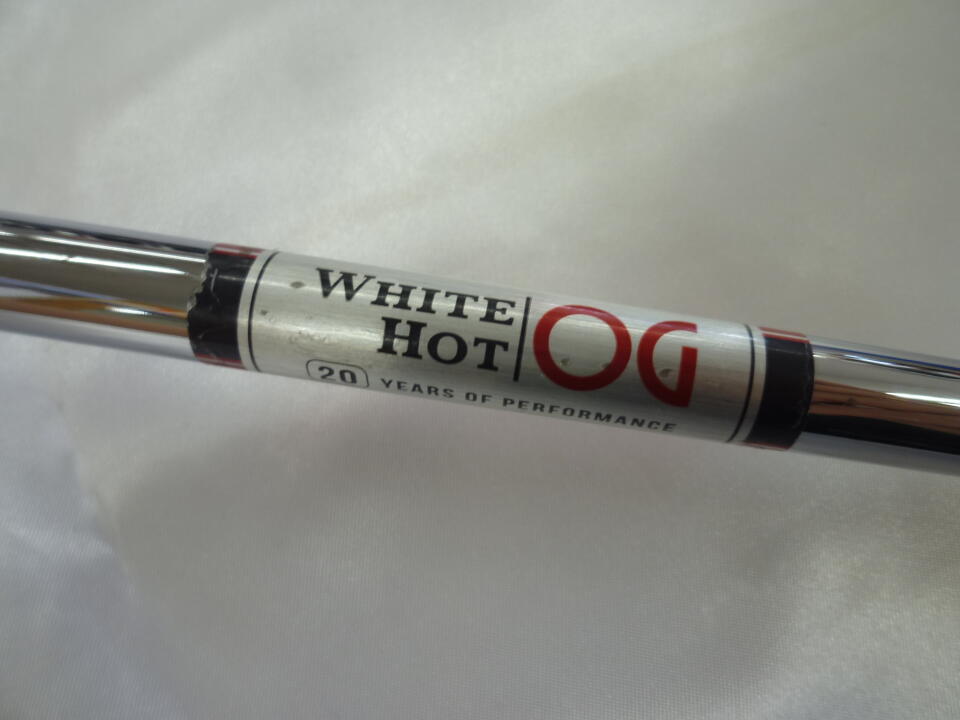 WHITE
HOT
OG
20 YEARS OF PERFORMANCE